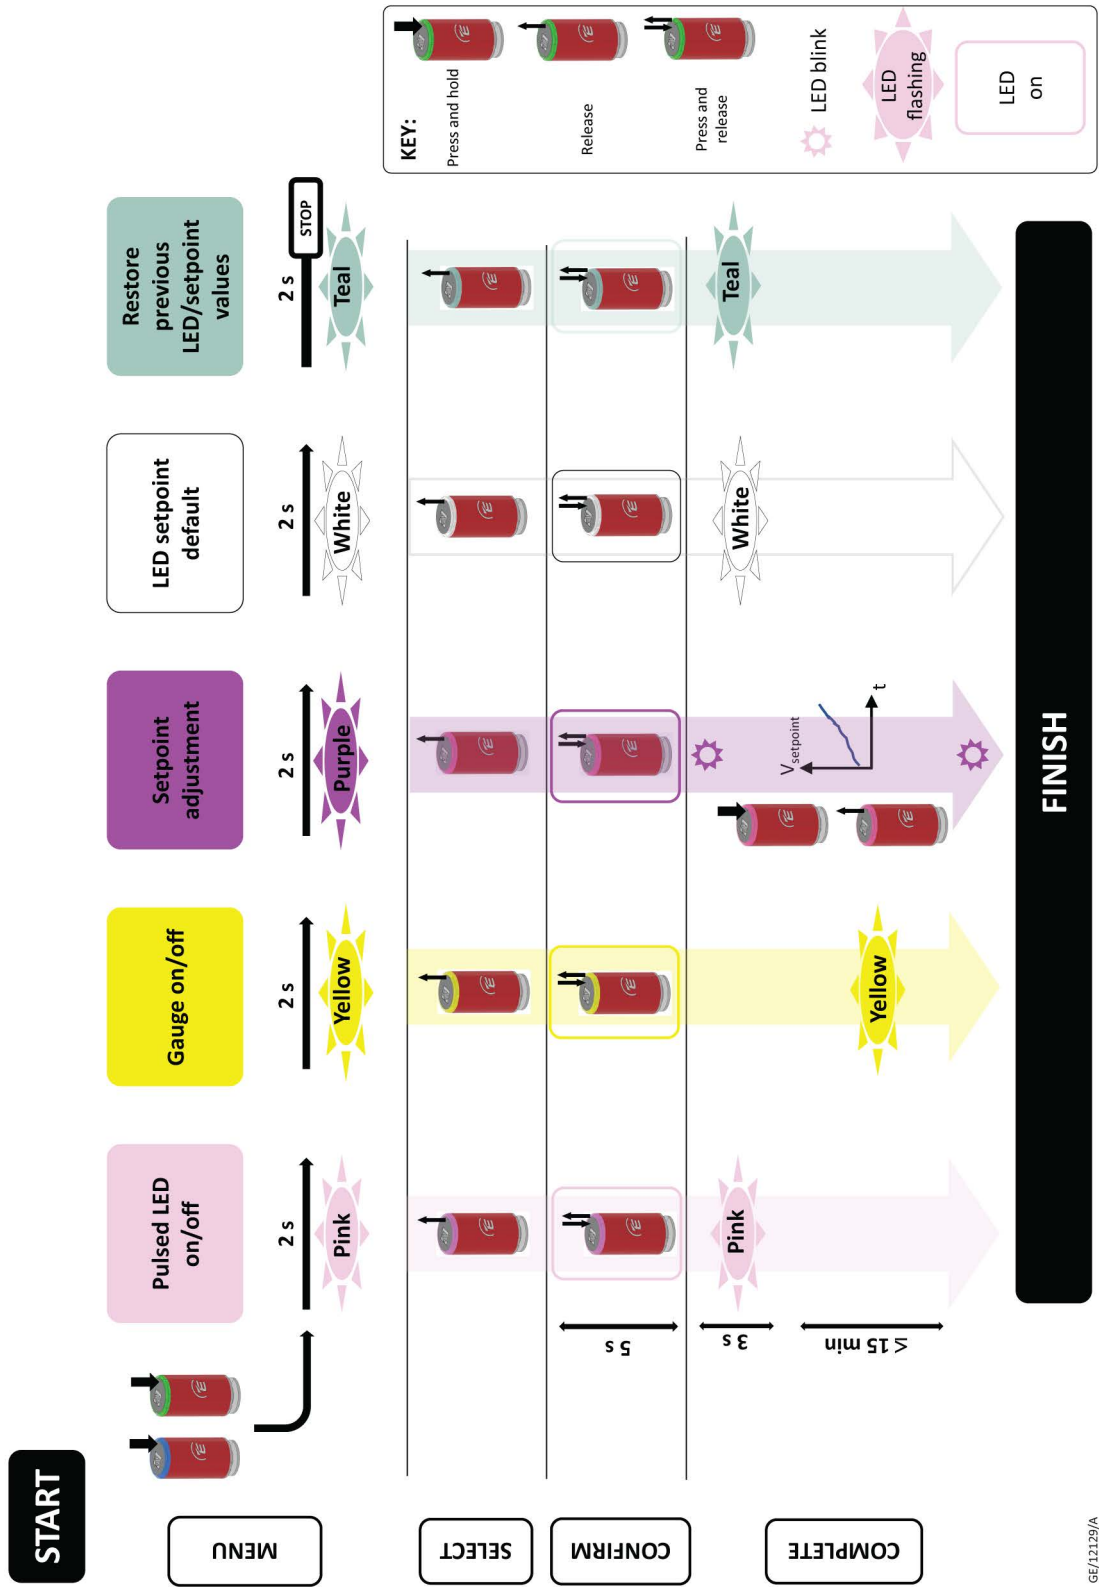 START
MENU
SELECT
CONFIRM
COMPLETE
Pulsed LED
on/off
Gauge on/off
Setpoint
adjustment
LED setpoint
default
Restore
previous
LED/setpoint
values
2 s
2 s
2 s
2 s
2 s
STOP
Pink
Yellow
Purple
White
Teal
5 s
3 s
≤ 15 min
Pink
Yellow
V setpoint
t
White
Teal
FINISH
KEY:
Press and hold
Release
Press and
release
LED blink
LED
flashing
LED
on
GE/12129/A